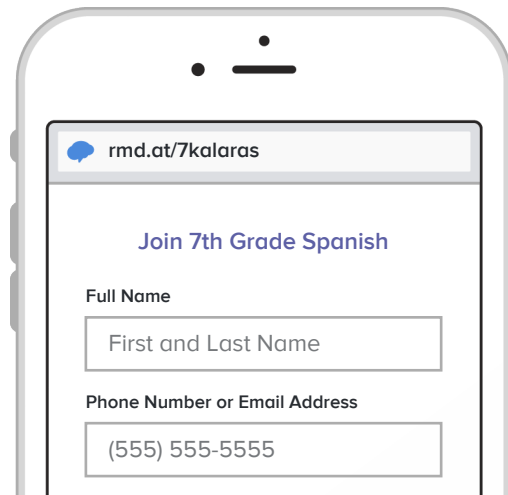 rmd.at/7kalaras
Join 7th Grade Spanish
Full Name
First and Last Name
Phone Number or Email Address
(555) 555-5555